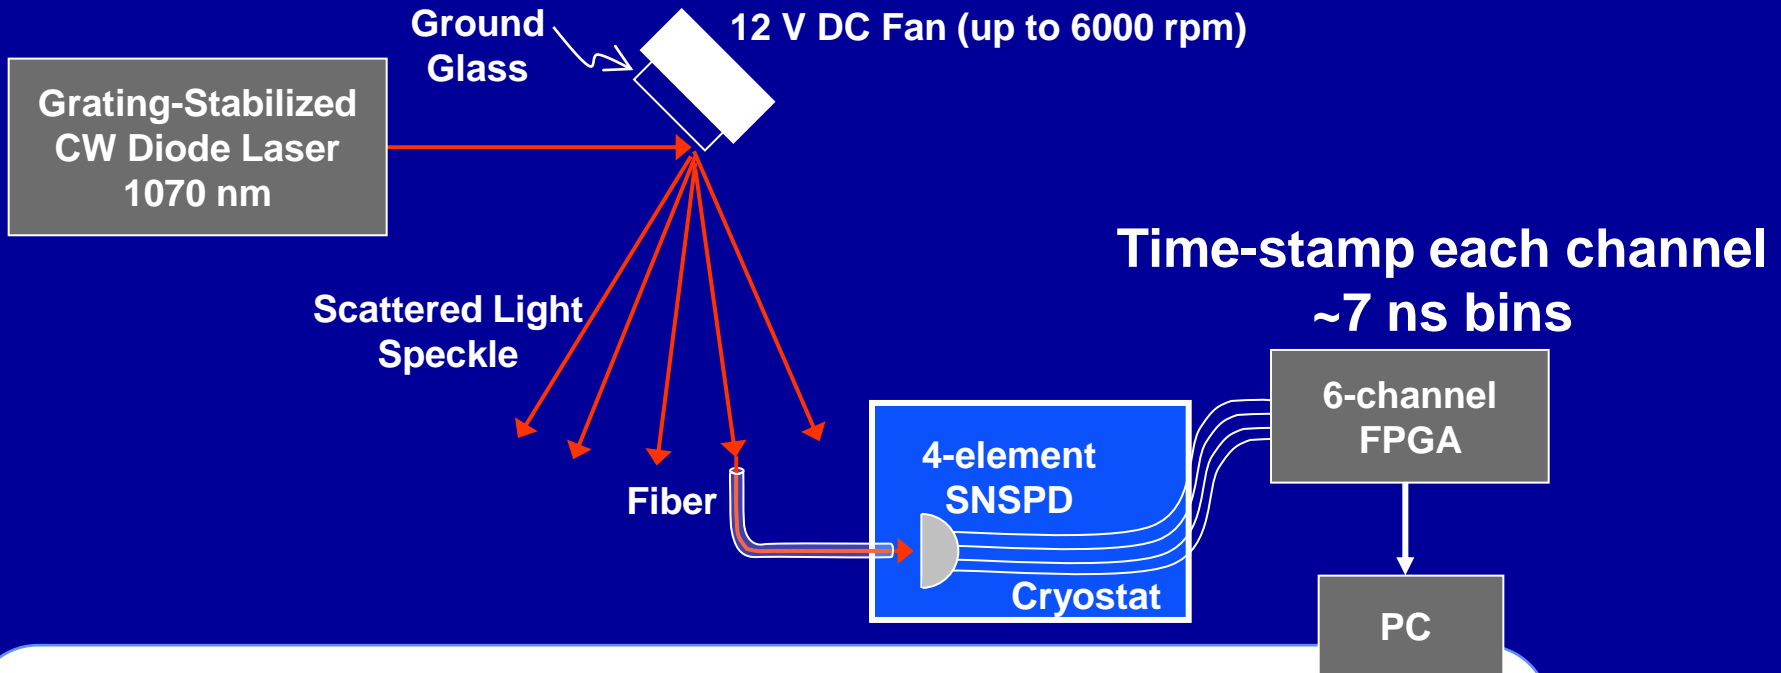 Ground
Glass
12 V DC Fan (up to 6000 rpm)
Grating-Stabilized
CW Diode Laser
1070 nm
Time-stamp each channel
~7 ns bins
Scattered Light
Speckle
6-channel
FPGA
4-element
SNSPD
Fiber
Cryostat
PC